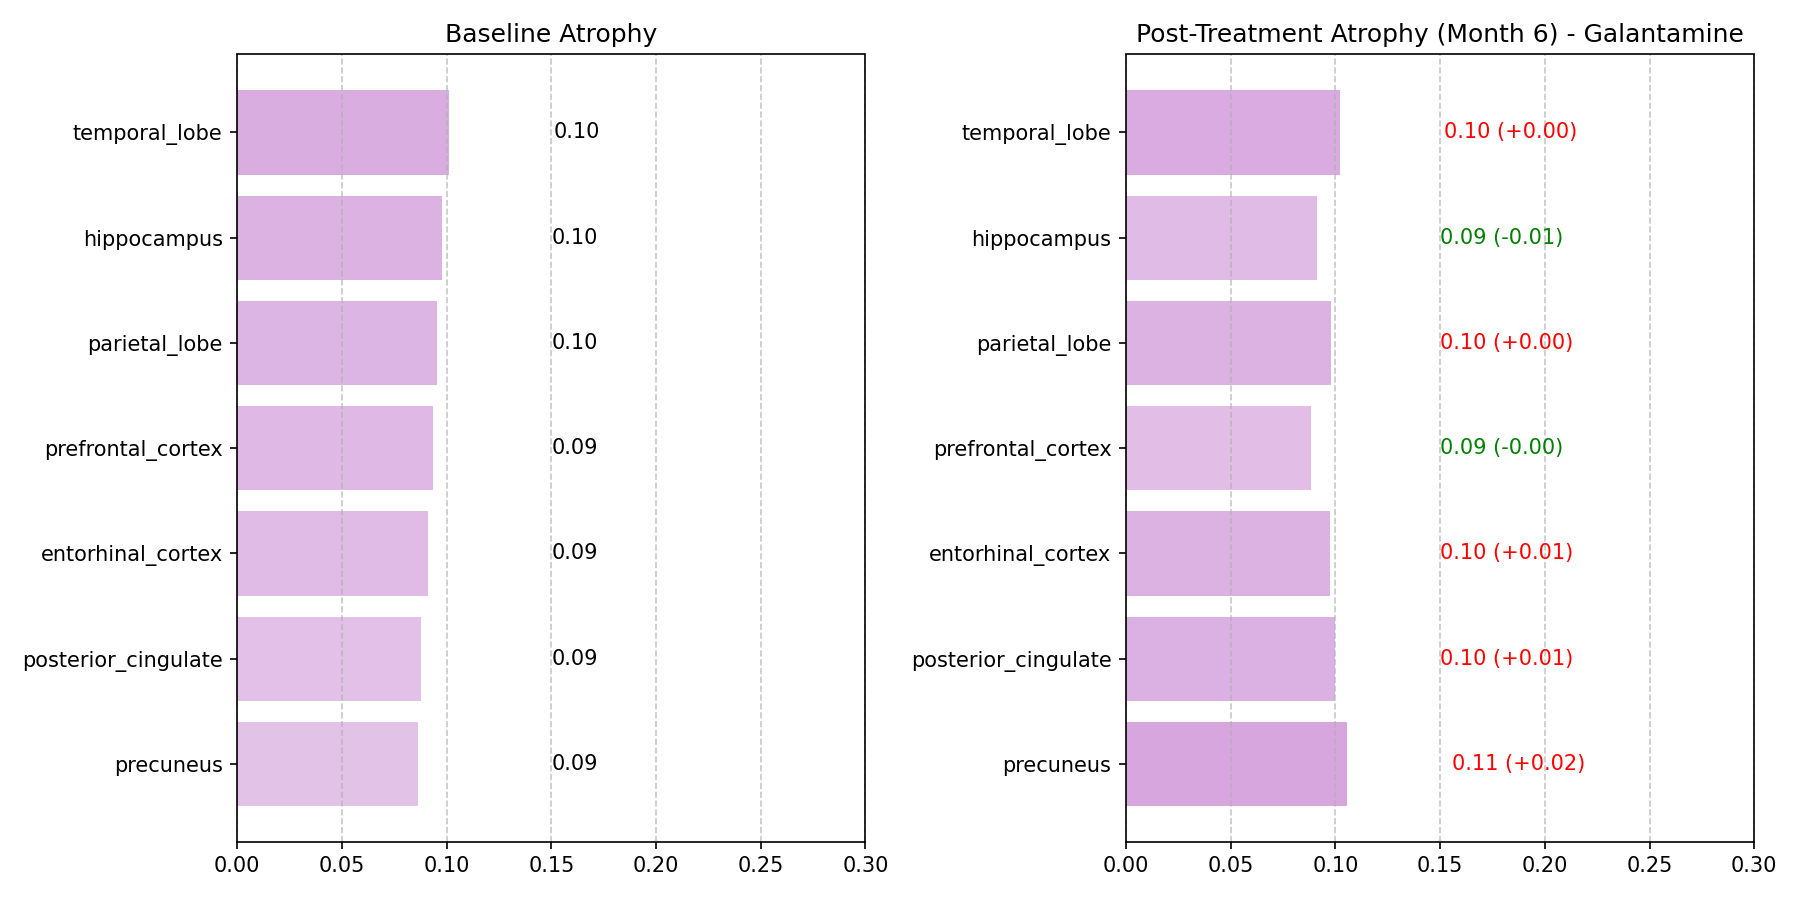 Baseline Atrophy
temporal_lobe 0.10
hippocampus 0.10
parietal_lobe 0.10
prefrontal_cortex 0.09
entorhinal_cortex 0.09
posterior_cingulate 0.09
precuneus 0.09
0.00 0.05 0.10 0.15 0.20 0.25 0.30
Post-Treatment Atrophy (Month 6) - Galantamine
temporal_lobe 0.10 (+0.00)
hippocampus 0.09 (-0.01)
parietal_lobe 0.10 (+0.00)
prefrontal_cortex 0.09 (-0.00)
entorhinal_cortex 0.10 (+0.01)
posterior_cingulate 0.10 (+0.01)
precuneus 0.11 (+0.02)
0.00 0.05 0.10 0.15 0.20 0.25 0.30